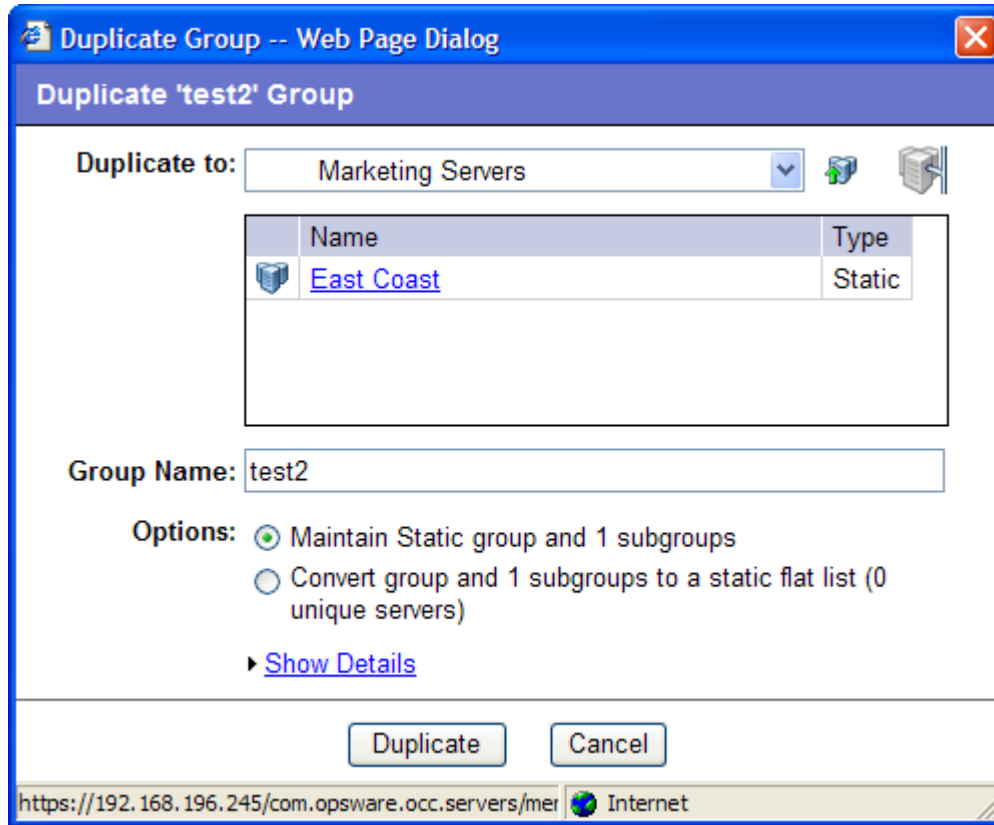 Duplicate Group -- Web Page Dialog
Duplicate 'test2' Group
Duplicate to: Marketing Servers
Name Type
East Coast Static
Group Name: test2
Options: Maintain Static group and 1 subgroups
Convert group and 1 subgroups to a static flat list (0
unique servers)
Show Details
Duplicate Cancel
https://192.168.196.245/com.opsware.occ.servers/mer Internet